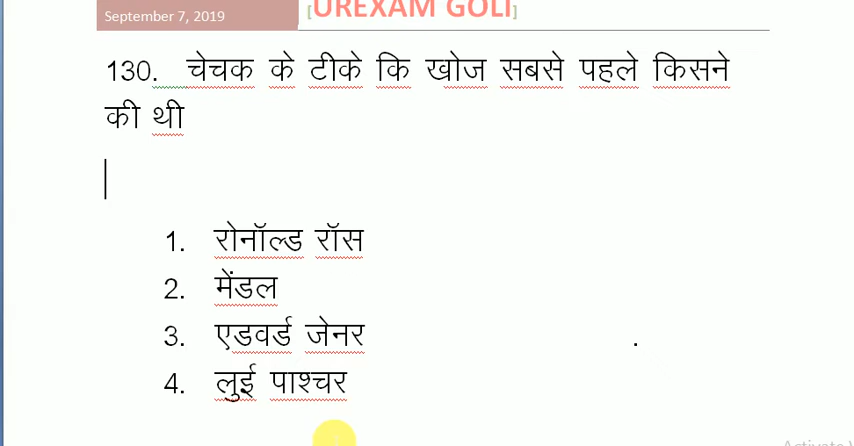 September 7, 2019
[UREXAM GOLI]
130. चेचक के टीके कि खोज सबसे पहले किसने
की थी
1. रोनॉल्ड रॉस
2. मेंडल
3. एडवर्ड जेनर
4. लुई पाश्चर